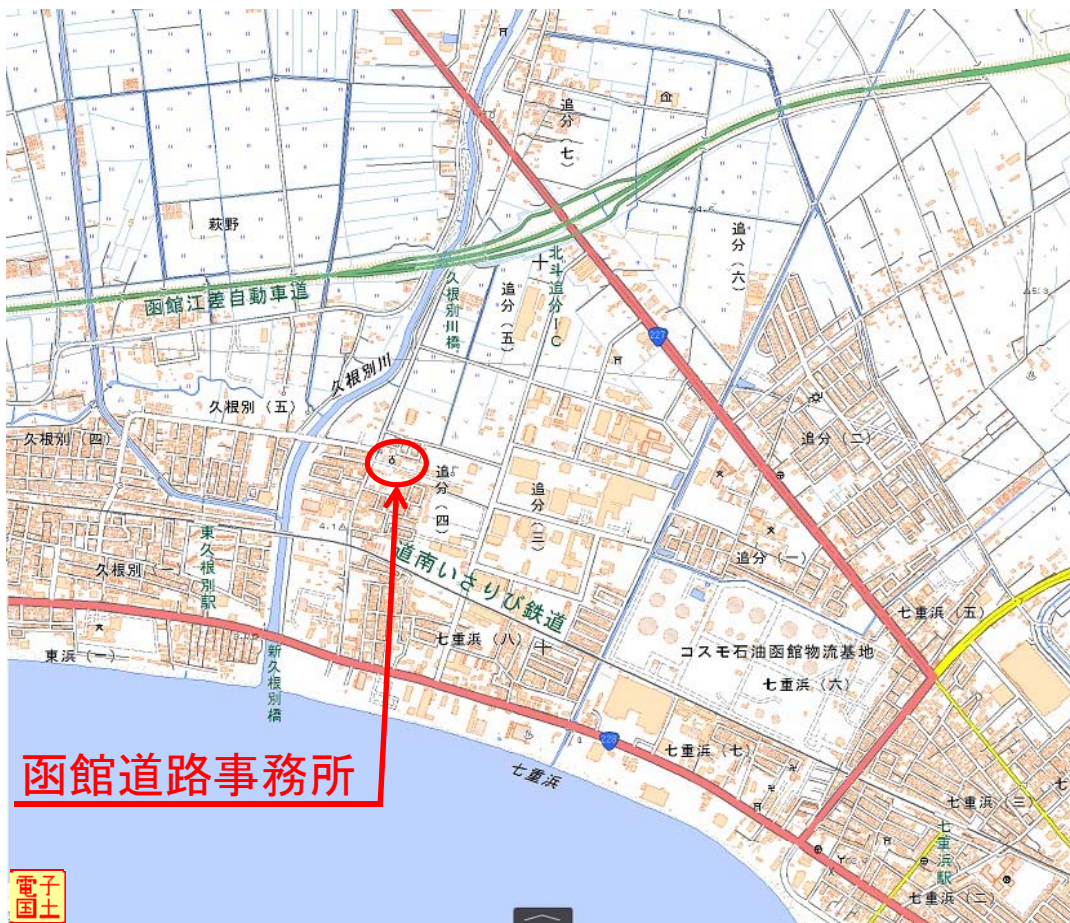 追分(七)
萩野
追分(六)
函館江差自動車道
久根別川橋
追分(五)
北斗追分IC
227
久根別川
久根別(五)
久根別(四)
追分(二)
追分(四)
追分(三)
4.1
東久根別駅
久根別(一)
道南いさりび鉄道
追分(一)
七重浜(五)
東浜(一)
新久根別橋
七重浜(八)
コスモ石油函館物流基地
七重浜(六)
228
七重浜(七)
七重浜
函館道路事務所
七重浜(三)
七重浜駅
七重浜(二)
電子
国土